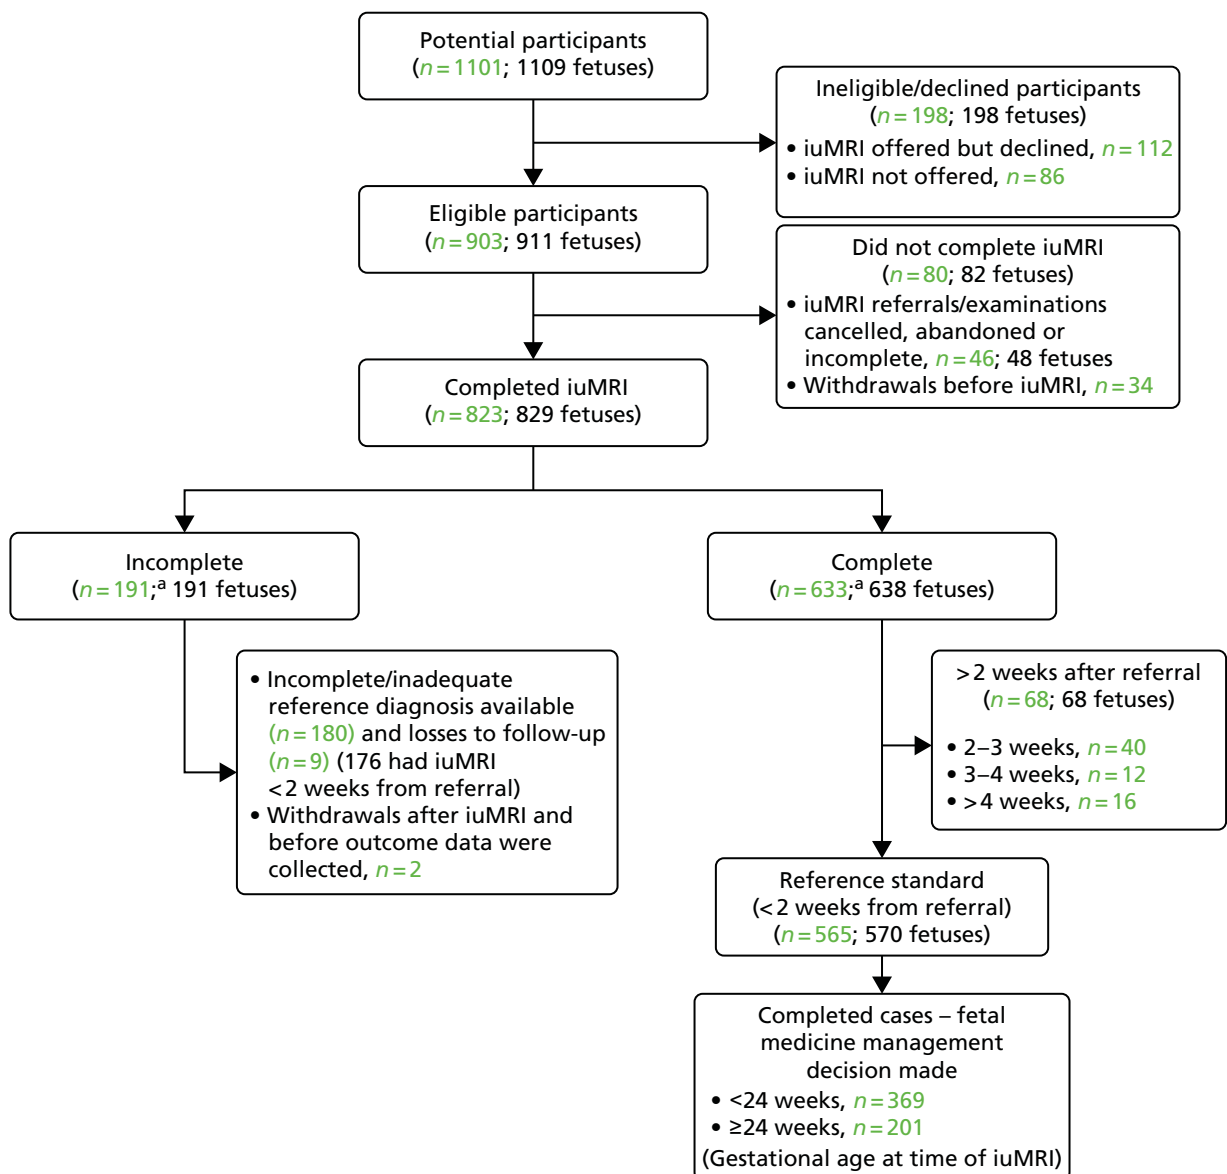 Potential participants
(n=1101; 1109 fetuses)
Ineligible/declined participants
(n=198; 198 fetuses)
• iuMRI offered but declined, n=112
• iuMRI not offered, n=86
Eligible participants
(n=903; 911 fetuses)
Did not complete iuMRI
(n=80; 82 fetuses)
• iuMRI referrals/examinations
cancelled, abandoned or
incomplete, n=46; 48 fetuses
• Withdrawals before iuMRI, n=34
Completed iuMRI
(n=823; 829 fetuses)
Incomplete
(n=191;a 191 fetuses)
Complete
(n=633;a 638 fetuses)
• Incomplete/inadequate
reference diagnosis available
(n=180) and losses to follow-up
(n=9) (176 had iuMRI
<2 weeks from referral)
• Withdrawals after iuMRI and
before outcome data were
collected, n=2
>2 weeks after referral
(n=68; 68 fetuses)
• 2–3 weeks, n=40
• 3–4 weeks, n=12
• >4 weeks, n=16
Reference standard
(<2 weeks from referral)
(n=565; 570 fetuses)
Completed cases – fetal
medicine management
decision made
• <24 weeks, n=369
• ≥24 weeks, n=201
(Gestational age at time of iuMRI)